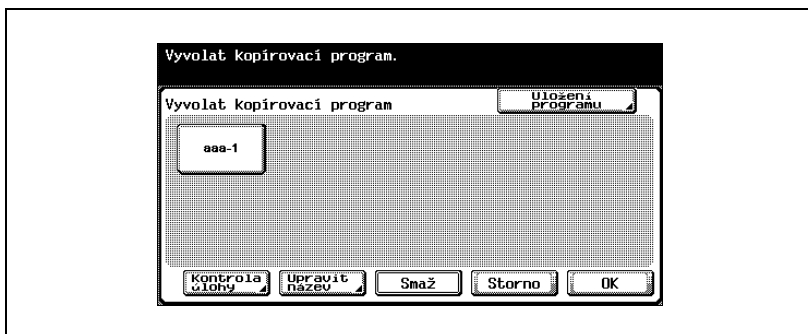 Vyvolat kopírovací program.
Vyvolat kopírovací program
Uložení
programu
aaa-1
Kontrola
úlohy
Upravit
název
Smaž
Storno
OK